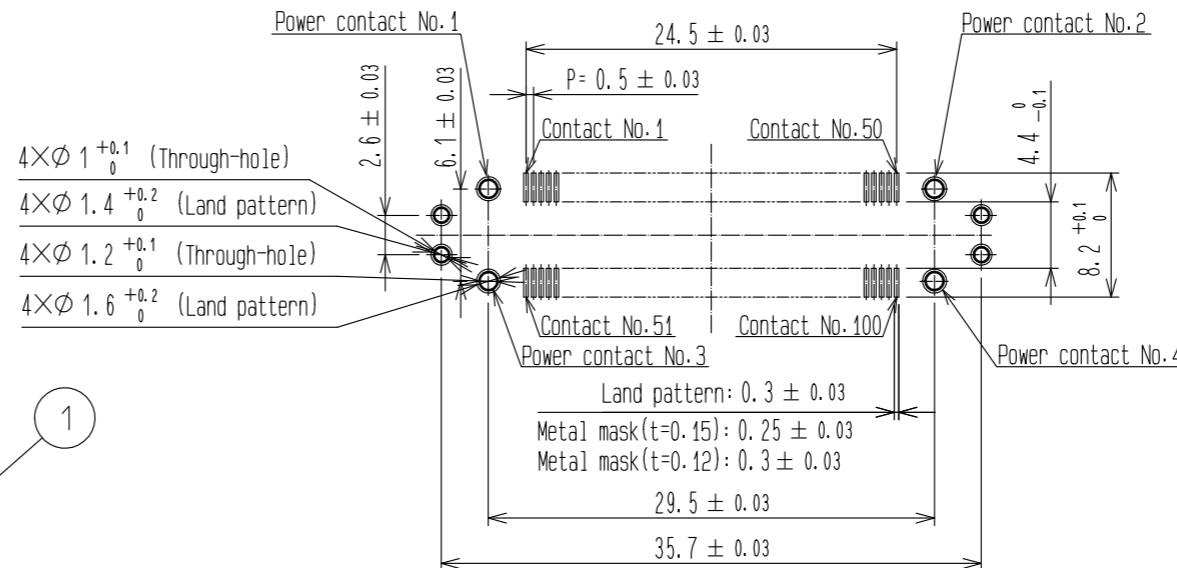 Power contact No.1
24.5 ± 0.03
Power contact No.2
P= 0.5 ± 0.03
2.6 ± 0.03
6.1 ± 0.03
Contact No.1
Contact No.50
4.4 0 -0.1
4×Ø 1 +0.1 0 (Through-hole)
4×Ø 1.4 +0.2 0 (Land pattern)
4×Ø 1.2 +0.1 0 (Through-hole)
4×Ø 1.6 +0.2 0 (Land pattern)
8.2 +0.1 0
Contact No.51
Contact No.100
Power contact No.3
Power contact No.4
Land pattern: 0.3 ± 0.03
Metal mask(t=0.15): 0.25 ± 0.03
Metal mask(t=0.12): 0.3 ± 0.03
1
29.5 ± 0.03
35.7 ± 0.03